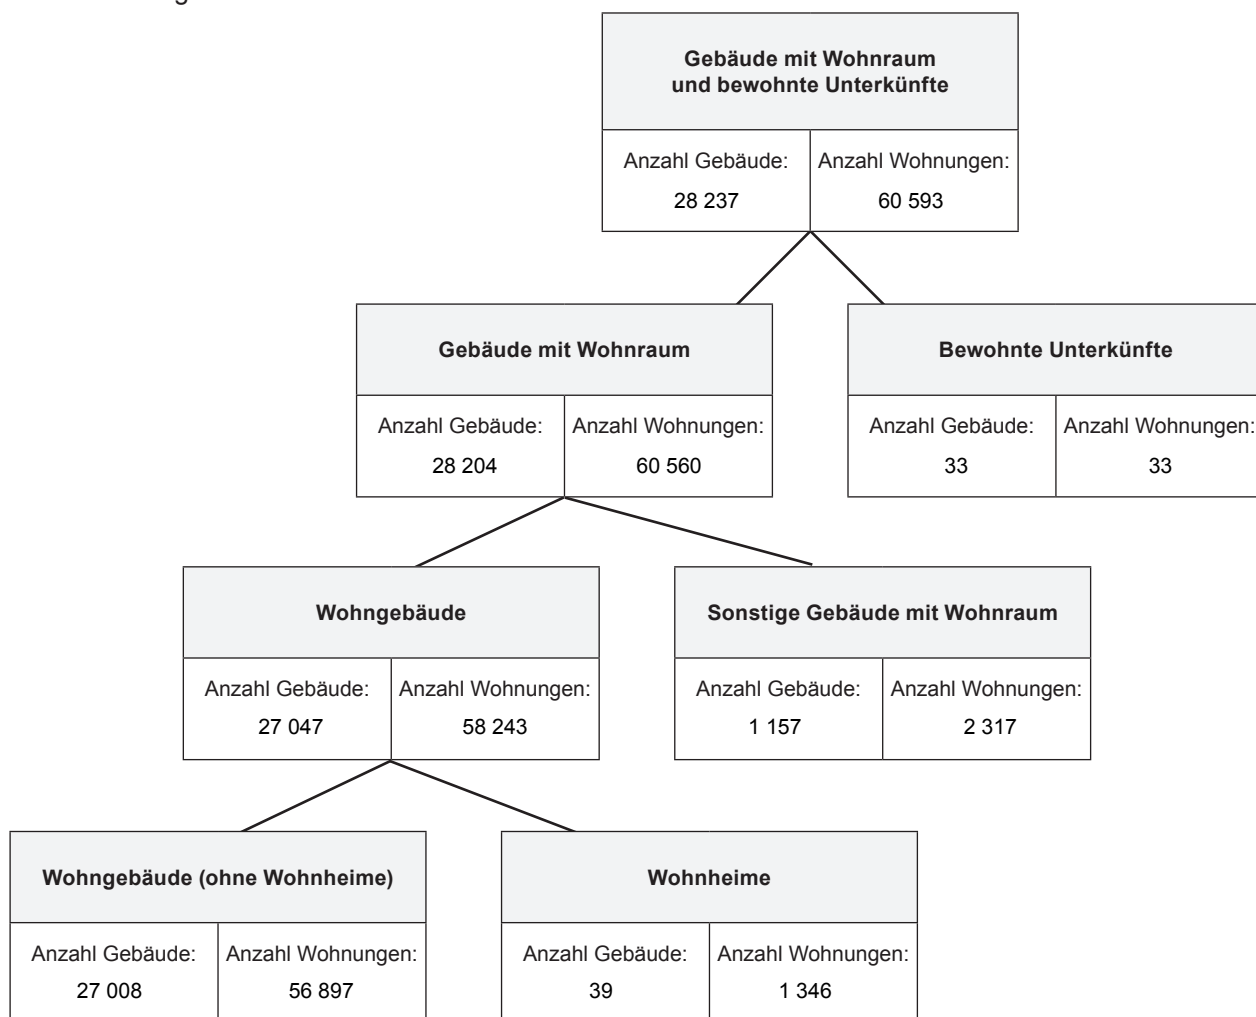 Gebäude mit Wohnraum
und bewohnte Unterkünfte
Anzahl Gebäude:
28 237
Anzahl Wohnungen:
60 593
Gebäude mit Wohnraum
Anzahl Gebäude:
28 204
Anzahl Wohnungen:
60 560
Bewohnte Unterkünfte
Anzahl Gebäude:
33
Anzahl Wohnungen:
33
Wohngebäude
Anzahl Gebäude:
27 047
Anzahl Wohnungen:
58 243
Sonstige Gebäude mit Wohnraum
Anzahl Gebäude:
1 157
Anzahl Wohnungen:
2 317
Wohngebäude (ohne Wohnheime)
Anzahl Gebäude:
27 008
Anzahl Wohnungen:
56 897
Wohnheime
Anzahl Gebäude:
39
Anzahl Wohnungen:
1 346